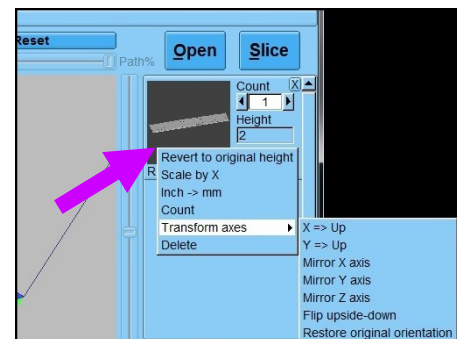 Reset
Path%
Open
Slice
Count
X
1
Height
2
R
Revert to original height
Scale by X
Inch -> mm
Count
Transform axes
Delete
X => Up
Y => Up
Mirror X axis
Mirror Y axis
Mirror Z axis
Flip upside-down
Restore original orientation